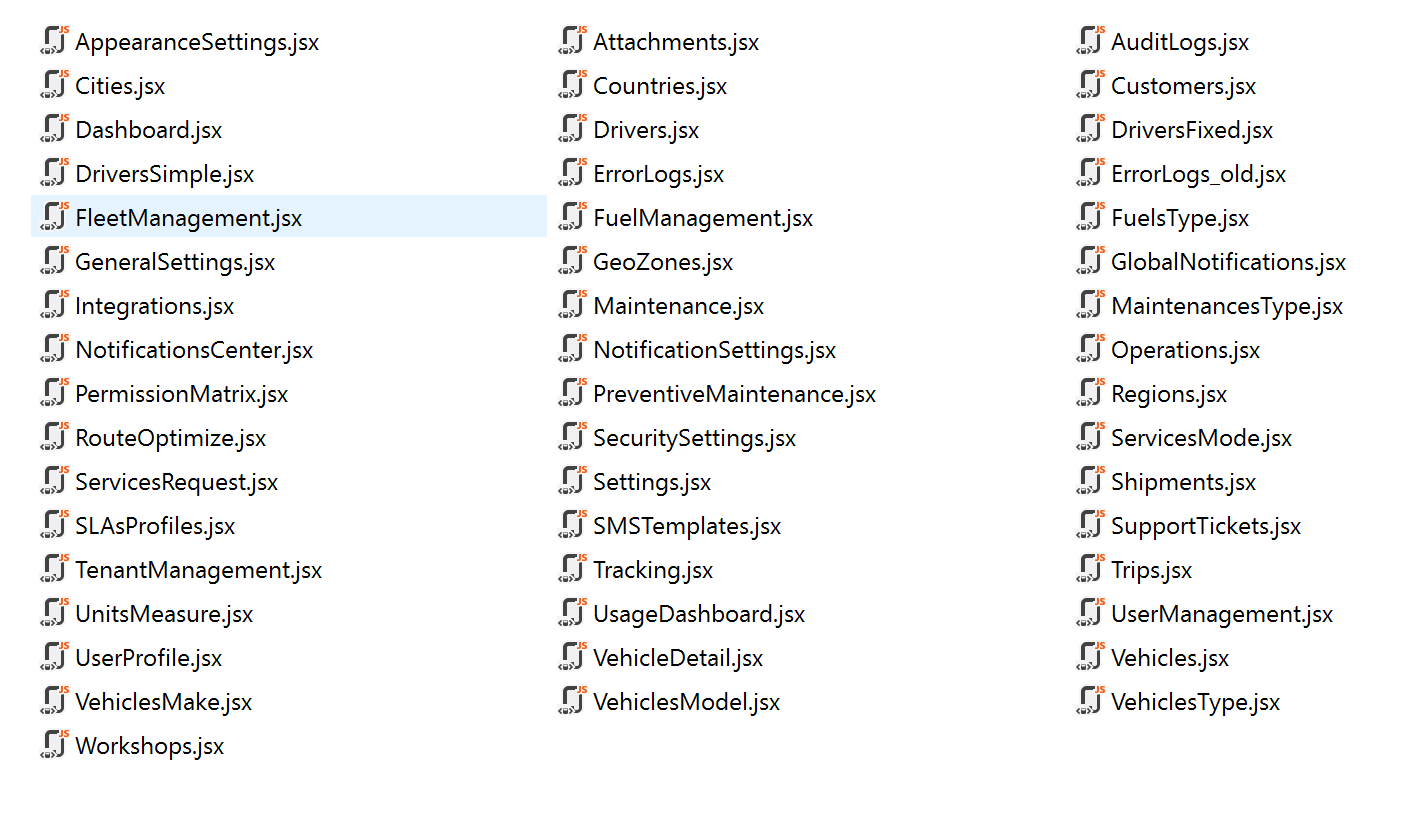 AppearanceSettings.jsx Attachments.jsx AuditLogs.jsx
Cities.jsx Countries.jsx Customers.jsx
Dashboard.jsx Drivers.jsx DriversFixed.jsx
DriversSimple.jsx ErrorLogs.jsx ErrorLogs_old.jsx
FleetManagement.jsx FuelManagement.jsx FuelsType.jsx
GeneralSettings.jsx GeoZones.jsx GlobalNotifications.jsx
Integrations.jsx Maintenance.jsx MaintenancesType.jsx
NotificationsCenter.jsx NotificationSettings.jsx Operations.jsx
PermissionMatrix.jsx PreventiveMaintenance.jsx Regions.jsx
RouteOptimize.jsx SecuritySettings.jsx ServicesMode.jsx
ServicesRequest.jsx Settings.jsx Shipments.jsx
SLAsProfiles.jsx SMSTemplates.jsx SupportTickets.jsx
TenantManagement.jsx Tracking.jsx Trips.jsx
UnitsMeasure.jsx UsageDashboard.jsx UserManagement.jsx
UserProfile.jsx VehicleDetail.jsx Vehicles.jsx
VehiclesMake.jsx VehiclesModel.jsx VehiclesType.jsx
Workshops.jsx